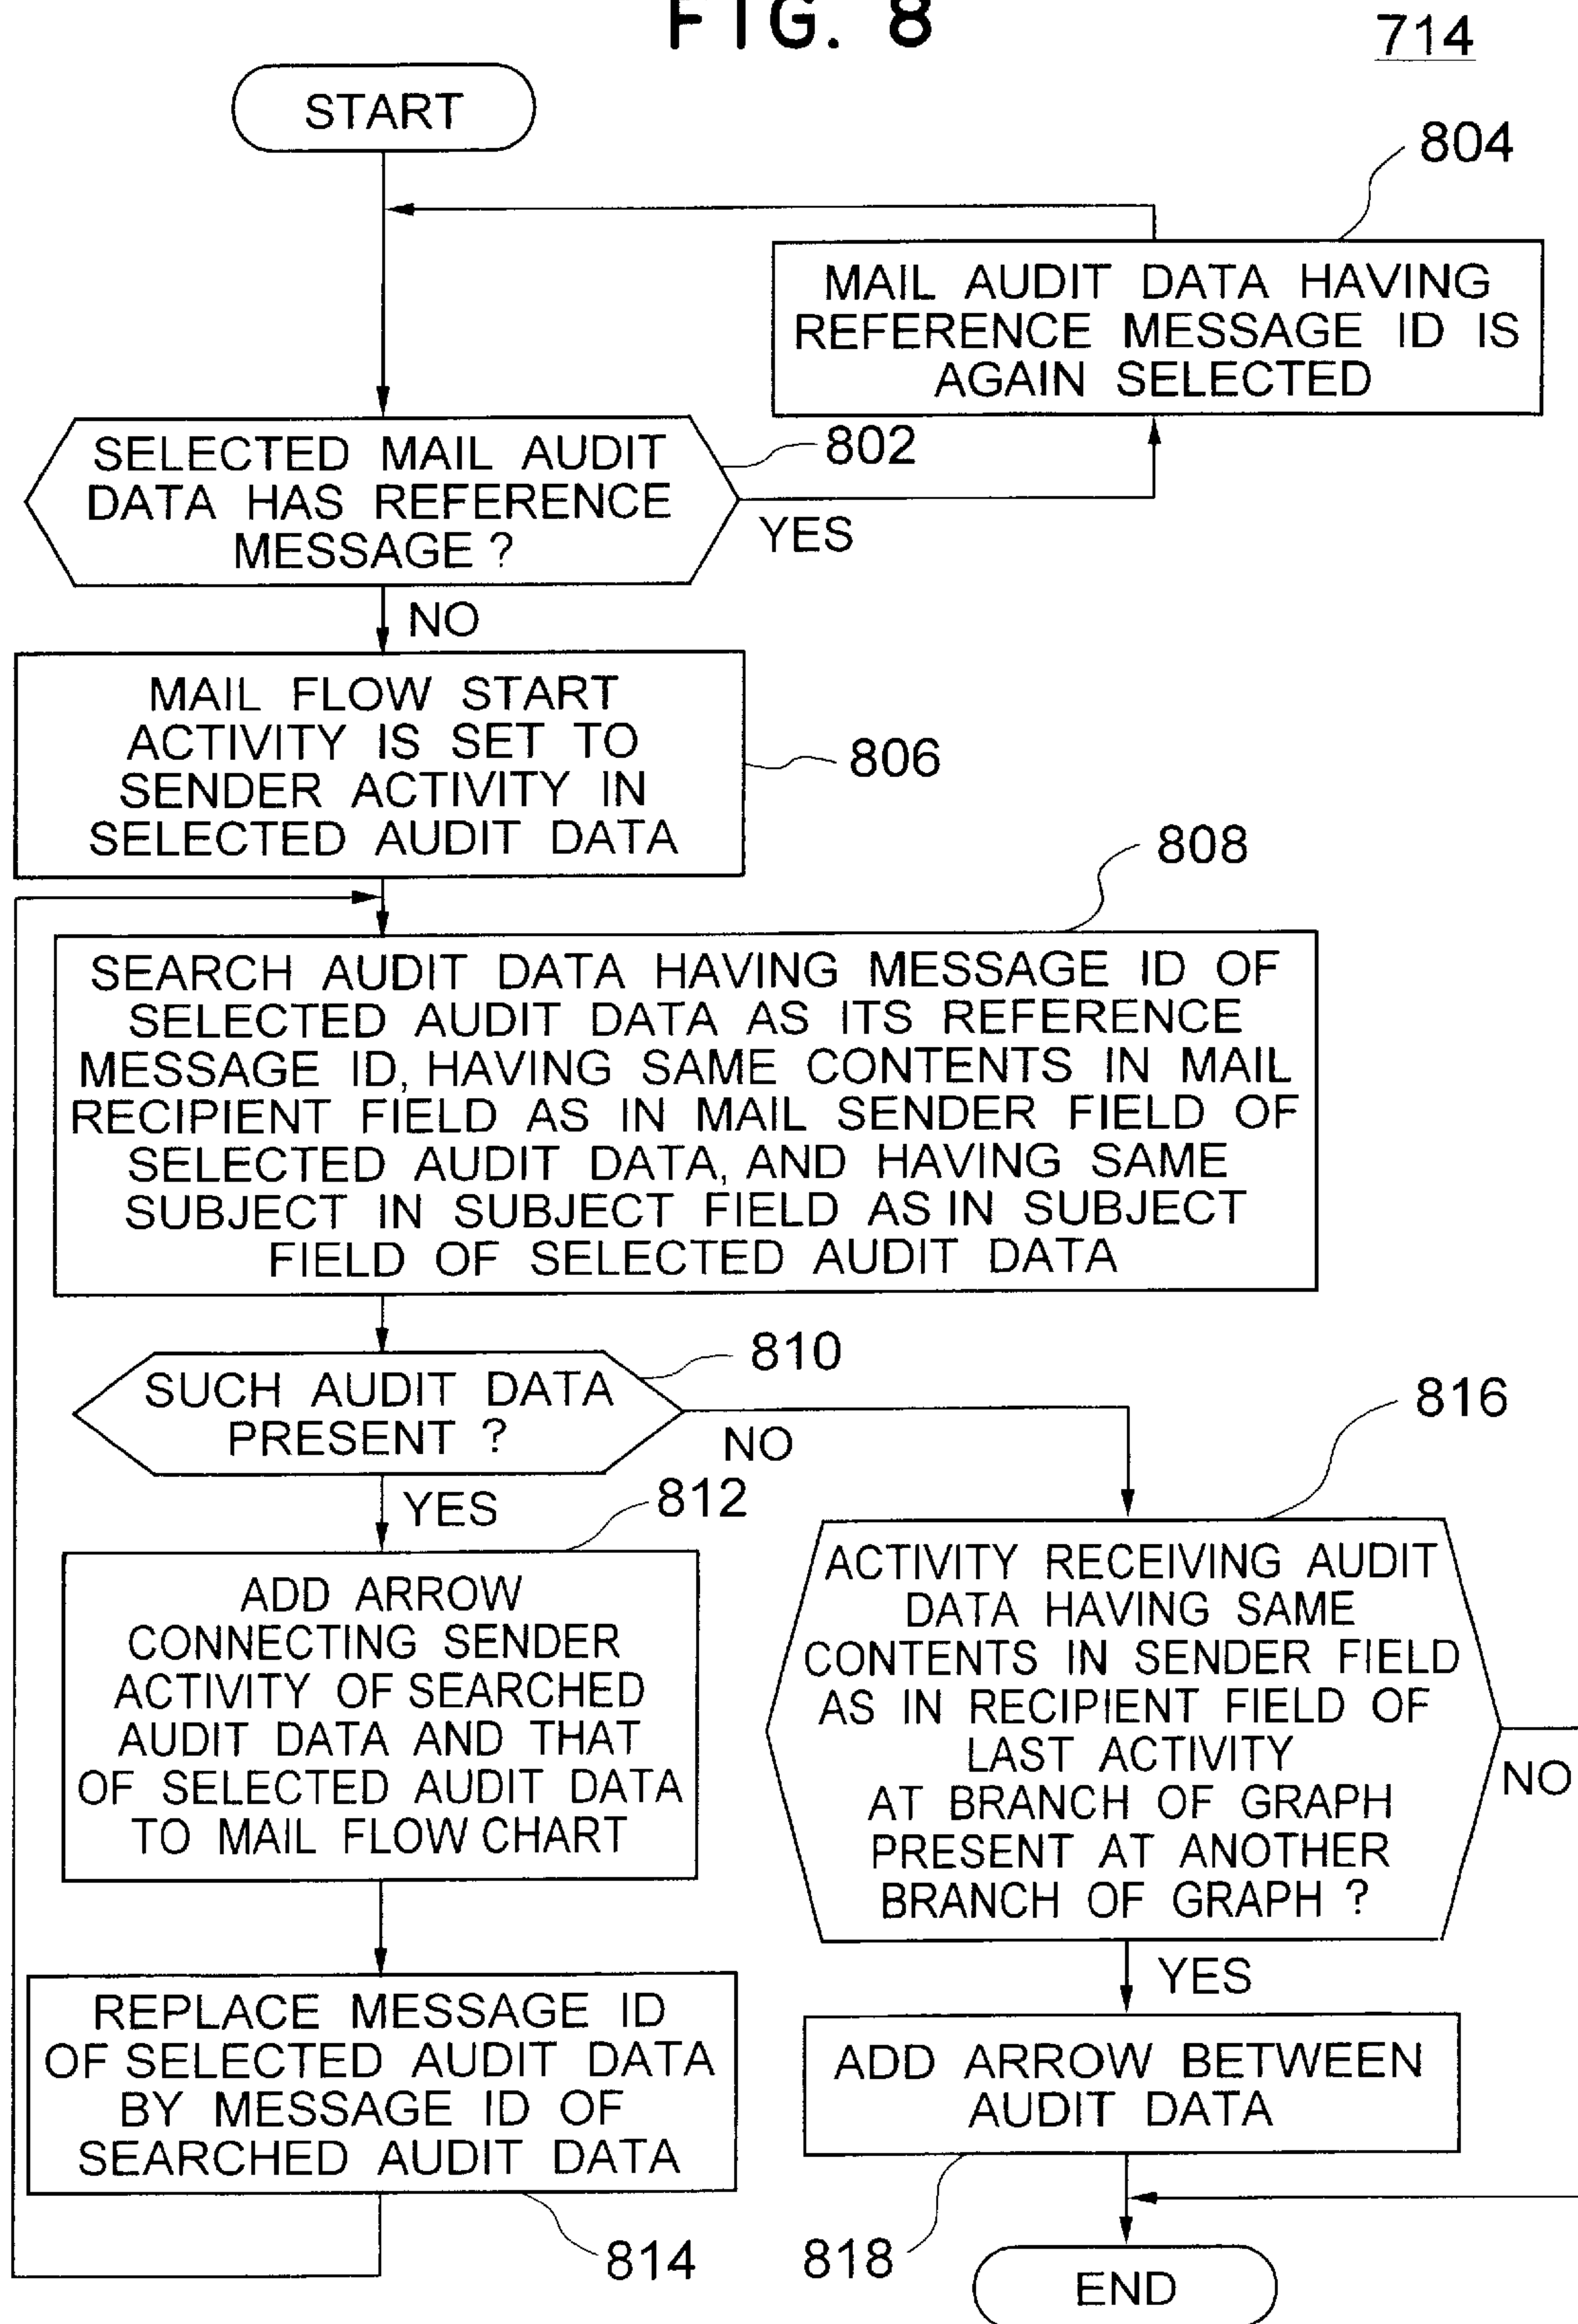 FIG. 8
714
START
804
MAIL AUDIT DATA HAVING
REFERENCE MESSAGE ID IS
AGAIN SELECTED
802
SELECTED MAIL AUDIT
DATA HAS REFERENCE
MESSAGE ?
YES
NO
MAIL FLOW START
ACTIVITY IS SET TO
SENDER ACTIVITY IN
SELECTED AUDIT DATA
806
808
SEARCH AUDIT DATA HAVING MESSAGE ID OF
SELECTED AUDIT DATA AS ITS REFERENCE
MESSAGE ID, HAVING SAME CONTENTS IN MAIL
RECIPIENT FIELD AS IN MAIL SENDER FIELD OF
SELECTED AUDIT DATA, AND HAVING SAME
SUBJECT IN SUBJECT FIELD AS IN SUBJECT
FIELD OF SELECTED AUDIT DATA
810
SUCH AUDIT DATA
PRESENT ?
NO
YES
812
ADD ARROW
CONNECTING SENDER
ACTIVITY OF SEARCHED
AUDIT DATA AND THAT
OF SELECTED AUDIT DATA
TO MAIL FLOW CHART
REPLACE MESSAGE ID
OF SELECTED AUDIT DATA
BY MESSAGE ID OF
SEARCHED AUDIT DATA
814
816
ACTIVITY RECEIVING AUDIT
DATA HAVING SAME
CONTENTS IN SENDER FIELD
AS IN RECIPIENT FIELD OF
LAST ACTIVITY
AT BRANCH OF GRAPH
PRESENT AT ANOTHER
BRANCH OF GRAPH ?
NO
YES
ADD ARROW BETWEEN
AUDIT DATA
818
END